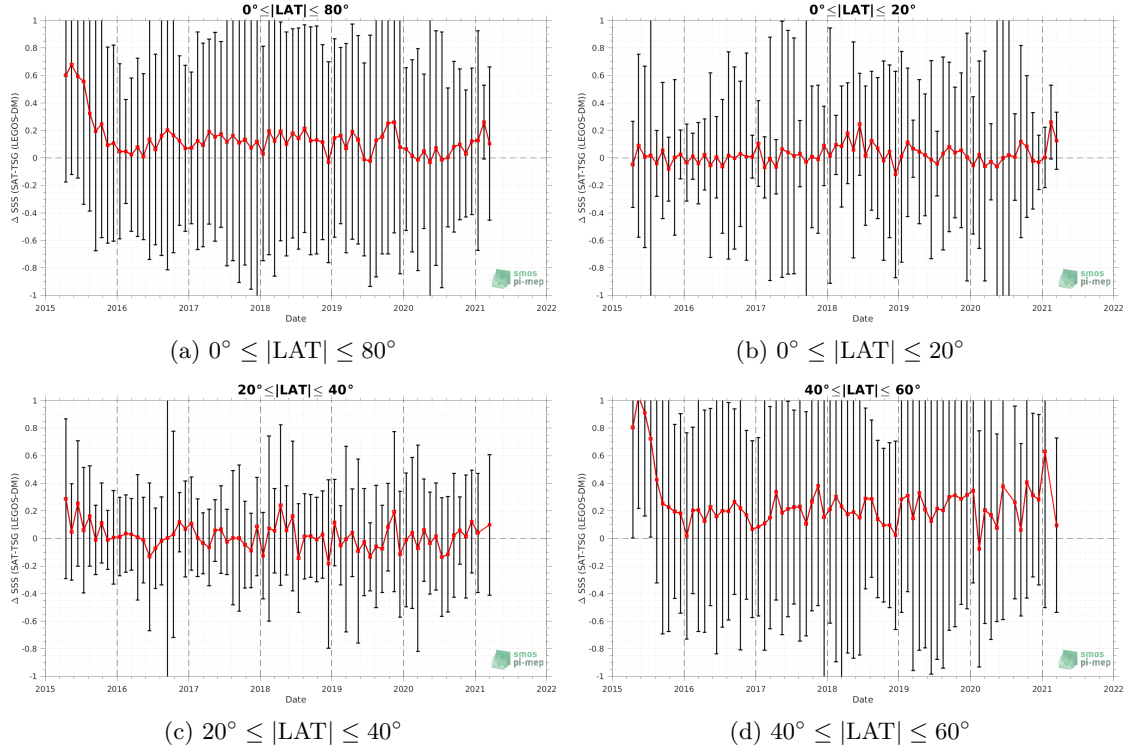 0°≤|LAT|≤ 80°
Δ SSS (SAT-TSG (LEGOS-DM))
1
0.8
0.6
0.4
0.2
0
-0.2
-0.4
-0.6
-0.8
-1
2015 2016 2017 2018 2019 2020 2021 2022
Date
smos
pi-mep
(a) 0° ≤ |LAT| ≤ 80°
0°≤|LAT|≤ 20°
Δ SSS (SAT-TSG (LEGOS-DM))
1
0.8
0.6
0.4
0.2
0
-0.2
-0.4
-0.6
-0.8
-1
2015 2016 2017 2018 2019 2020 2021 2022
Date
smos
pi-mep
(b) 0° ≤ |LAT| ≤ 20°
20°≤|LAT|≤ 40°
Δ SSS (SAT-TSG (LEGOS-DM))
1
0.8
0.6
0.4
0.2
0
-0.2
-0.4
-0.6
-0.8
-1
2015 2016 2017 2018 2019 2020 2021 2022
Date
smos
pi-mep
(c) 20° ≤ |LAT| ≤ 40°
40°≤|LAT|≤ 60°
Δ SSS (SAT-TSG (LEGOS-DM))
1
0.8
0.6
0.4
0.2
0
-0.2
-0.4
-0.6
-0.8
-1
2015 2016 2017 2018 2019 2020 2021 2022
Date
smos
pi-mep
(d) 40° ≤ |LAT| ≤ 60°